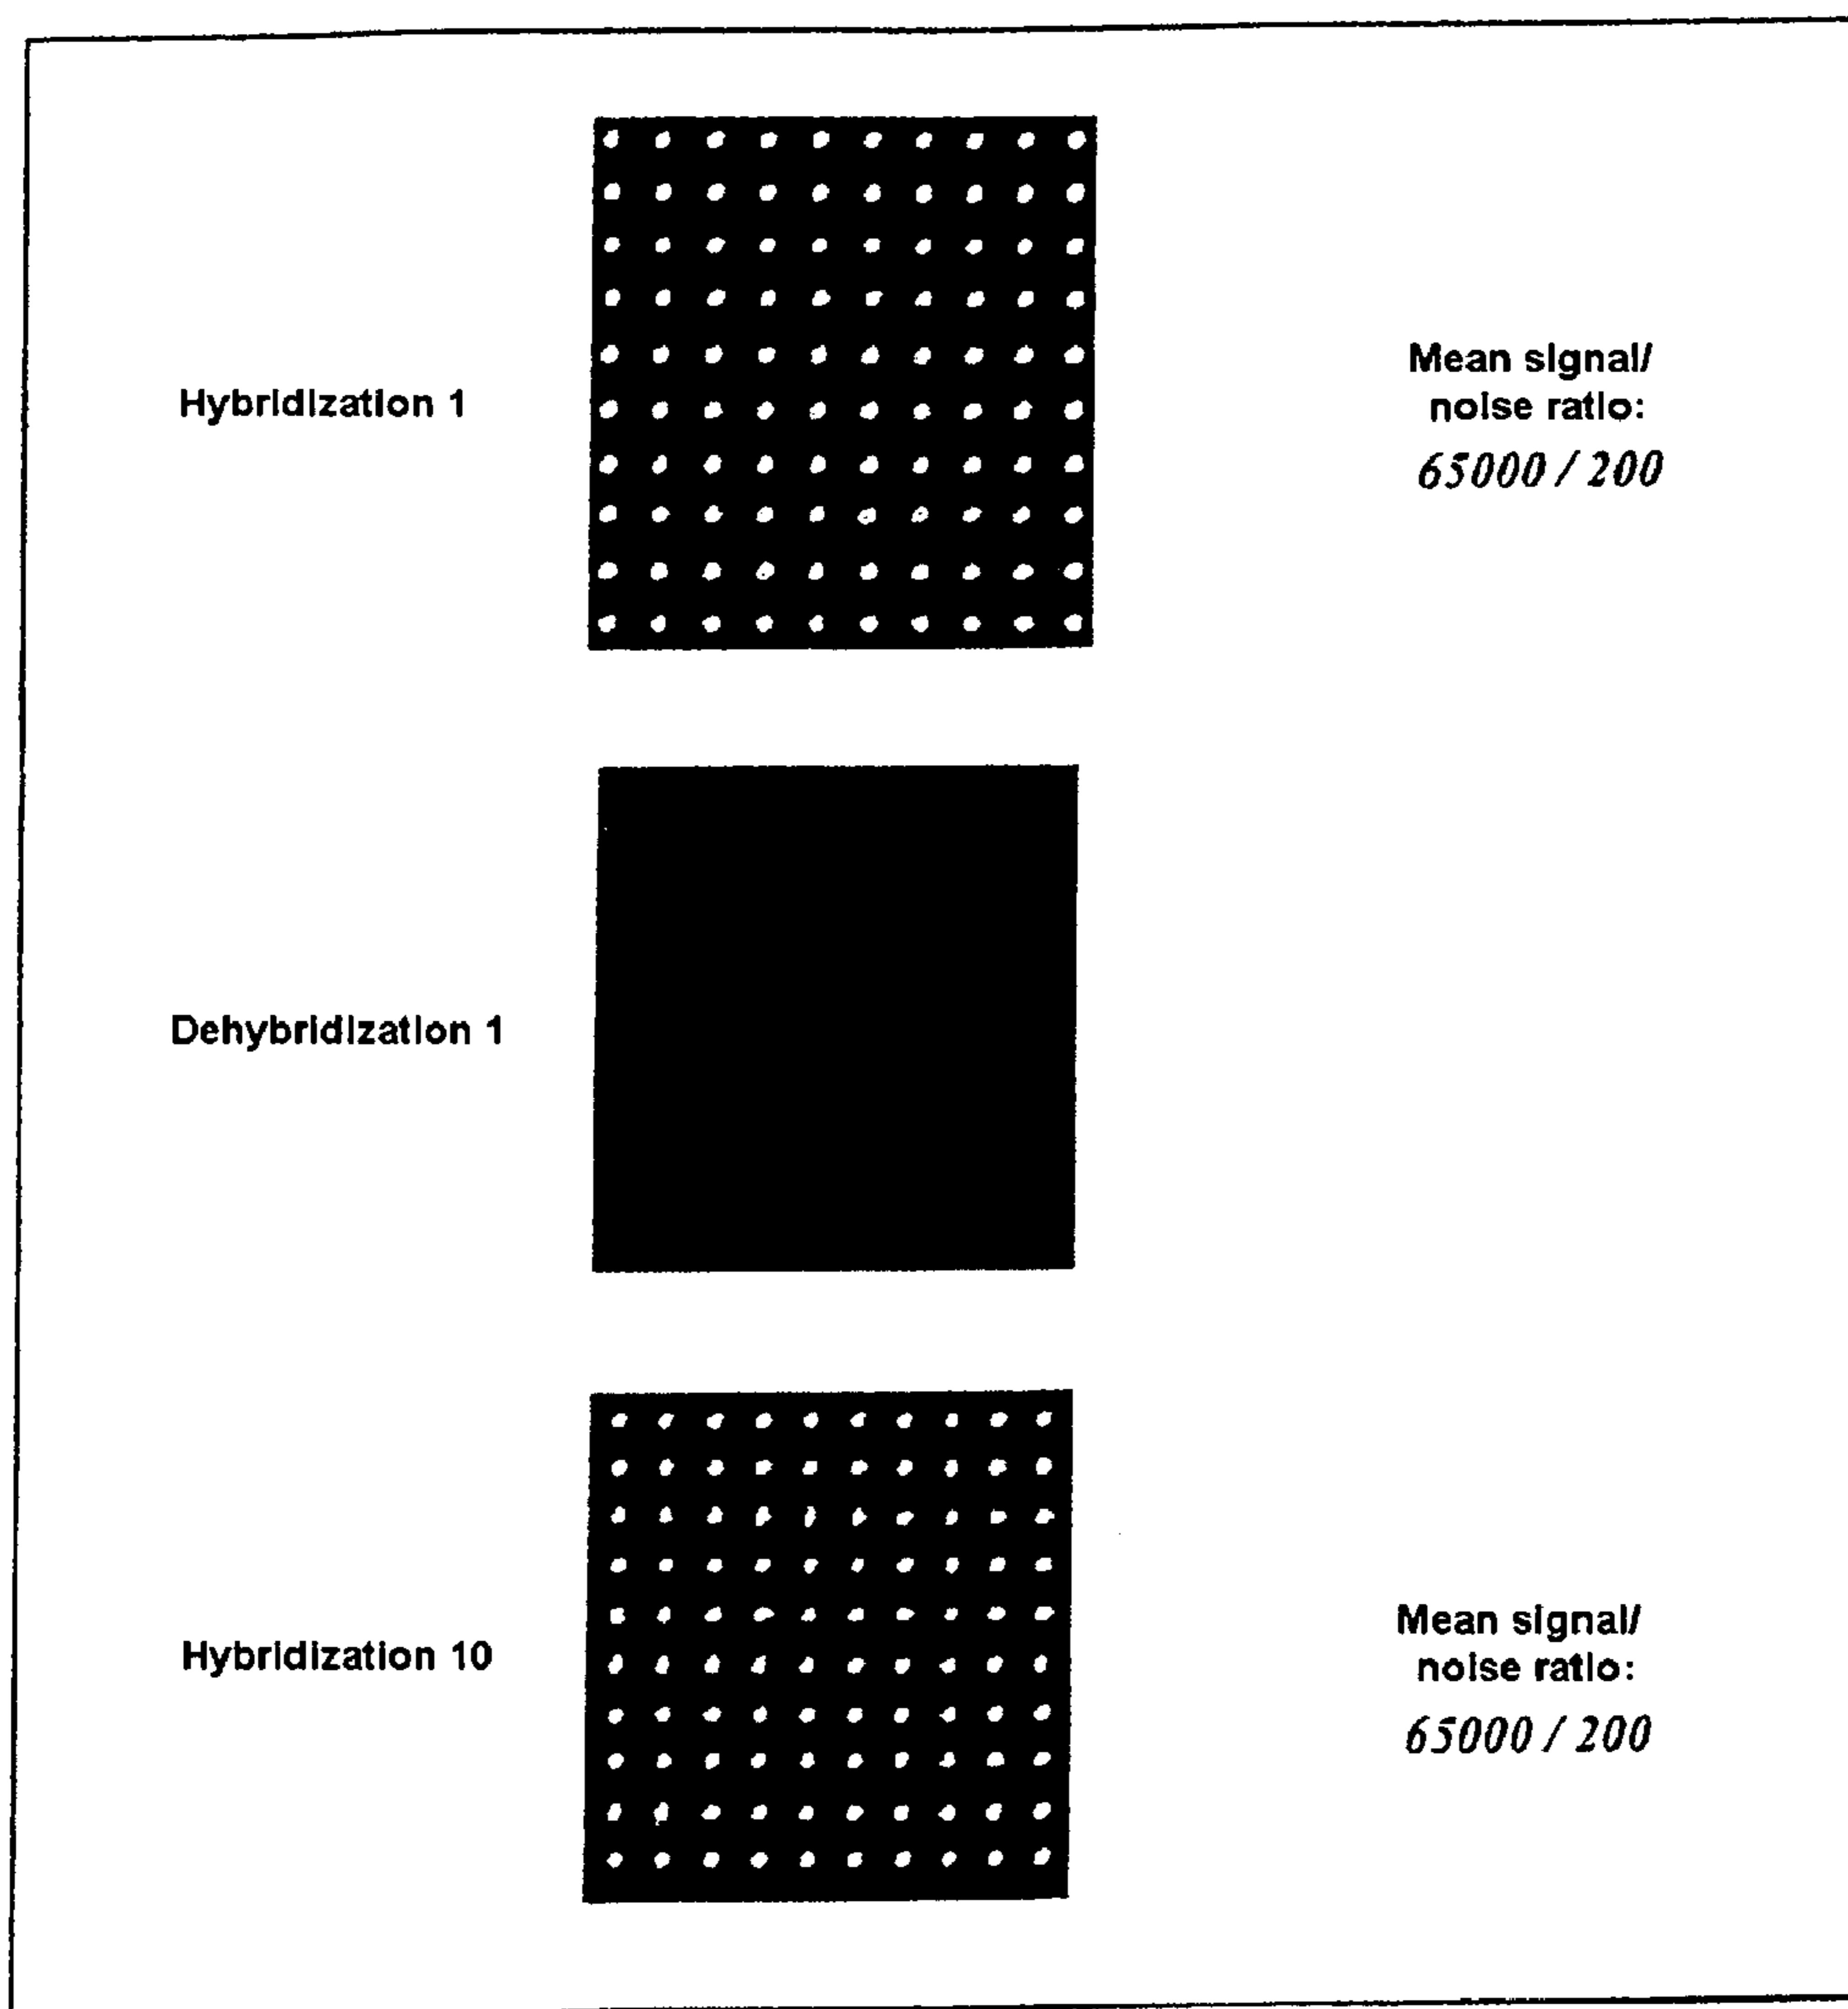 Hybridization 1
Mean signal/
noise ratio:
65000 / 200
Dehybridization 1
Hybridization 10
Mean signal/
noise ratio:
65000 / 200